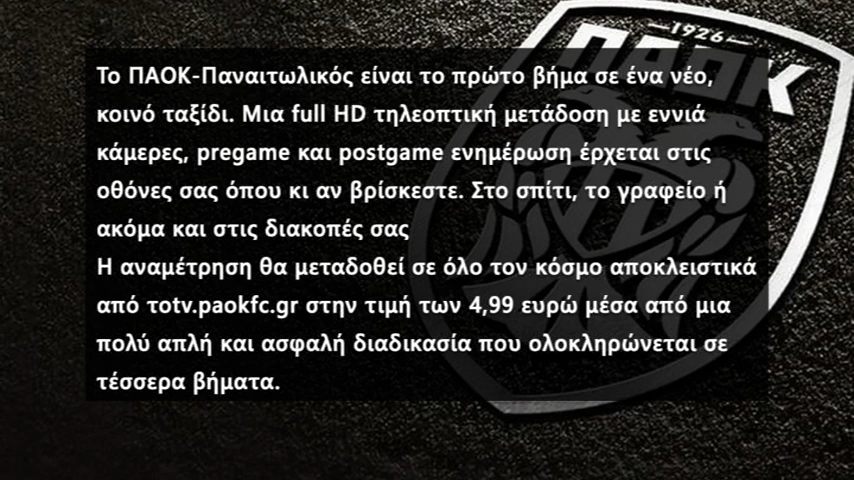 1926
ΠΑΟΚ
Το ΠΑΟΚ-Παναιτωλικός είναι το πρώτο βήμα σε ένα νέο,
κοινό ταξίδι. Μια full HD τηλεοπτική μετάδοση με εννιά
κάμερες, pregame και postgame ενημέρωση έρχεται στις
οθόνες σας όπου κι αν βρίσκεστε. Στο σπίτι, το γραφείο ή
ακόμα και στις διακοπές σας
Η αναμέτρηση θα μεταδοθεί σε όλο τον κόσμο αποκλειστικά
από τοtv.paokfc.gr στην τιμή των 4,99 ευρώ μέσα από μια
πολύ απλή και ασφαλή διαδικασία που ολοκληρώνεται σε
τέσσερα βήματα.